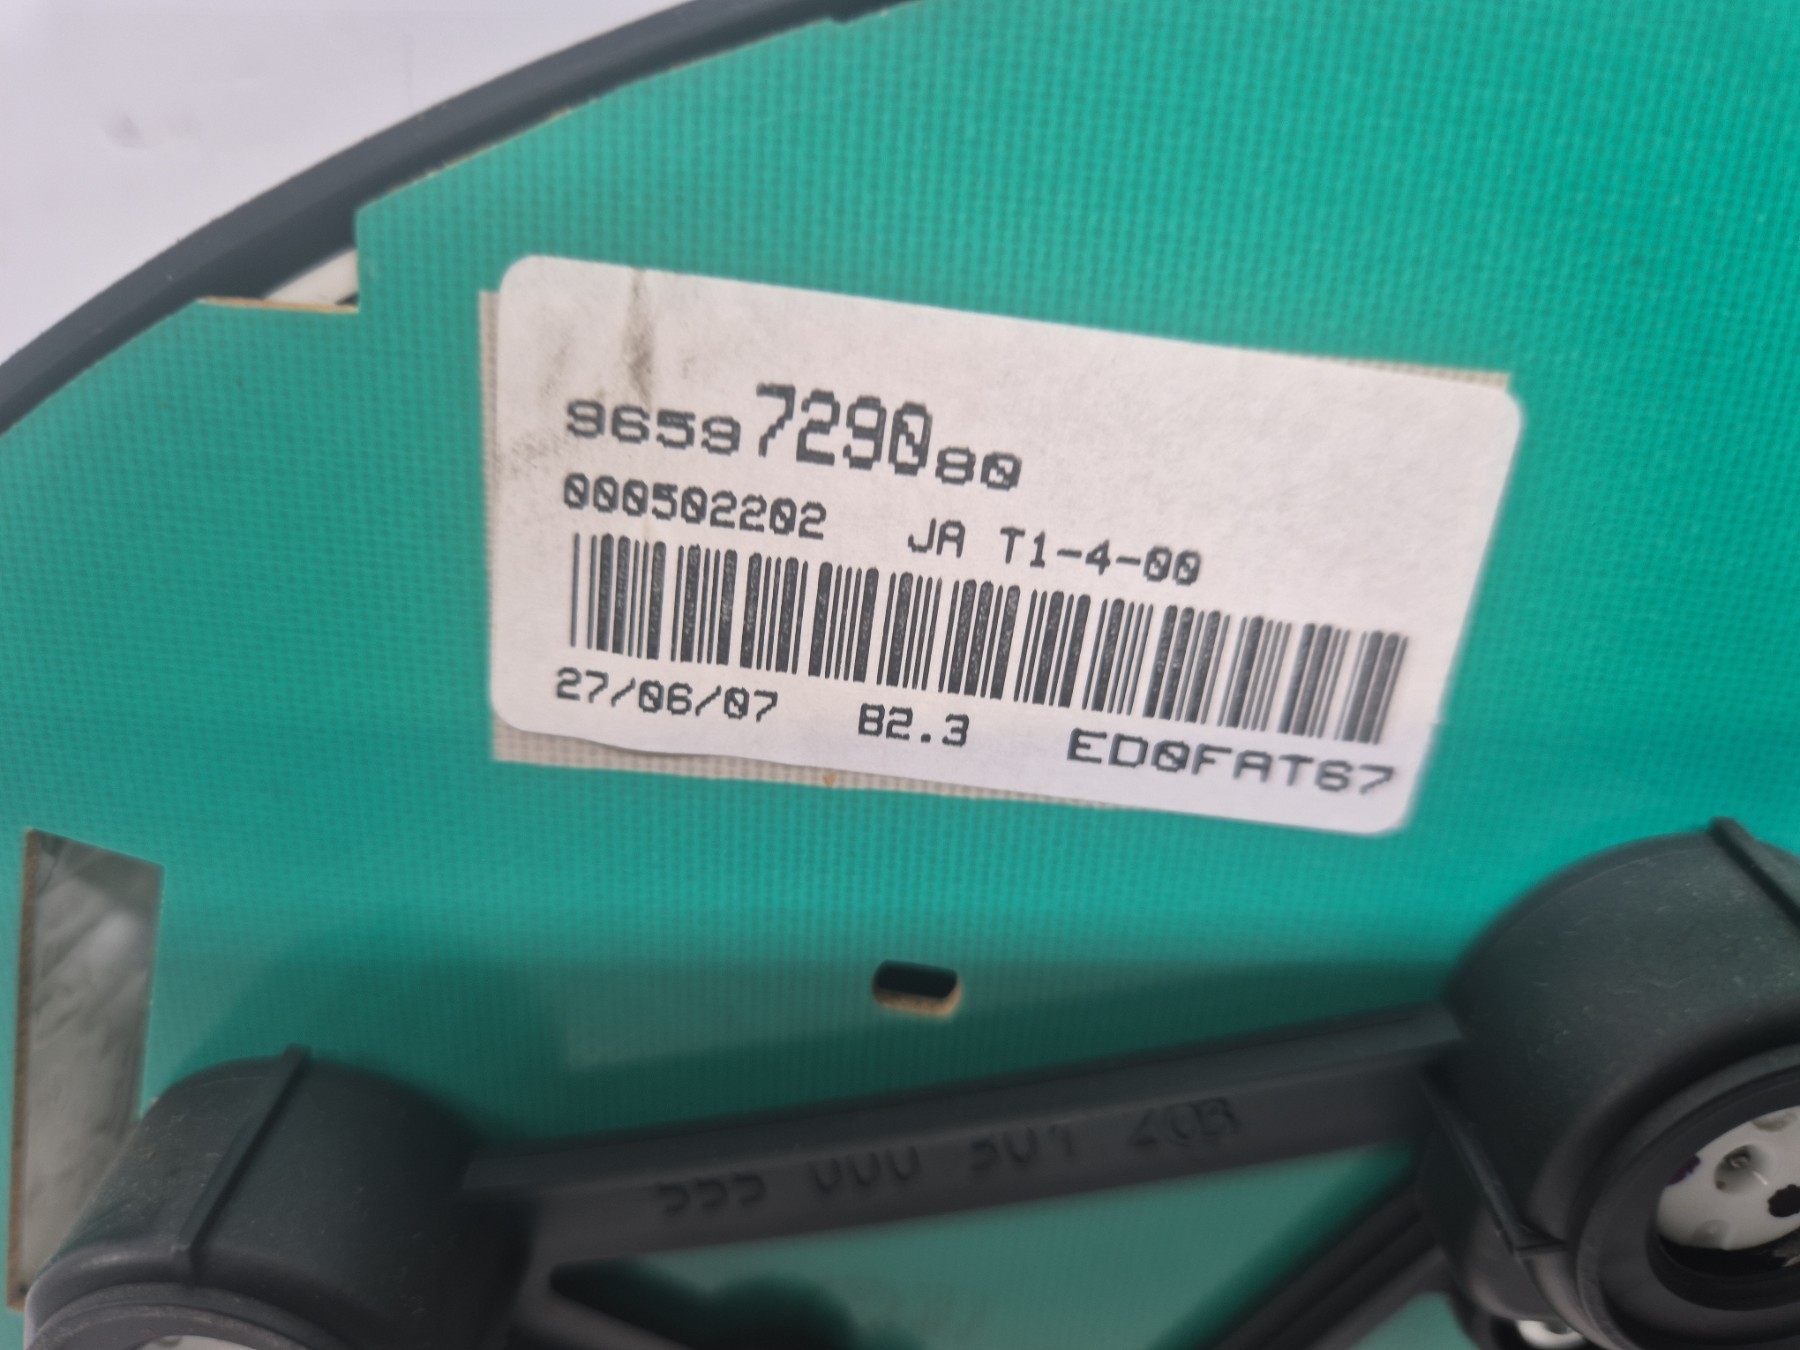 9659729080
000502202 JA T1-4-00
27/06/07 B2.3 ED0FAT67